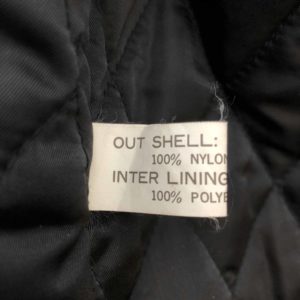 OUT SHELL:
100% NYLON
INTER LINING
100% POLYE